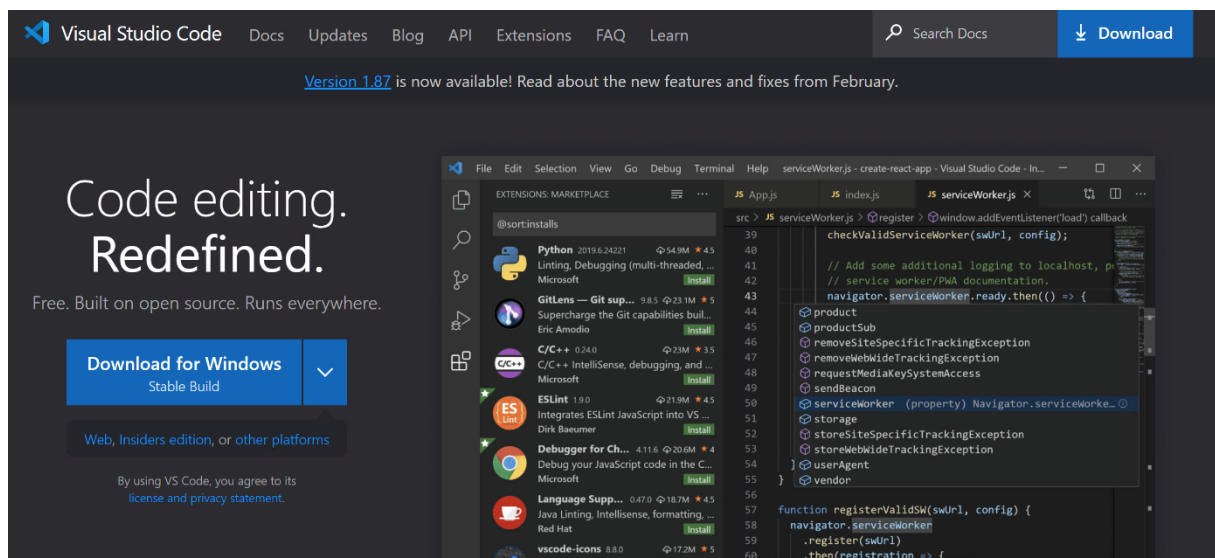 Visual Studio Code Docs Updates Blog API Extensions FAQ Learn Search Docs Download
Version 1.87 is now available! Read about the new features and fixes from February.
Code editing.
Redefined.
Free. Built on open source. Runs everywhere.
Download for Windows
Stable Build
Web, Insiders edition, or other platforms
By using VS Code, you agree to its
license and privacy statement.
File Edit Selection View Go Debug Terminal Help serviceWorker.js - create-react-app - Visual Studio Code - In...
EXTENSIONS: MARKETPLACE
@sort:installs
Python 2019.6.24221 54.9M ★ 4.5
Linting, Debugging (multi-threaded, ...
Microsoft Install
GitLens — Git sup... 9.8.5 23.1M ★ 5
Supercharge the Git capabilities buil...
Eric Amodio Install
C/C++ 0.24.0 23M ★ 3.5
C/C++ IntelliSense, debugging, and ...
C/C++
Microsoft Install
ESLint 1.9.0 21.9M ★ 4.5
Integrates ESLint JavaScript into VS ...
ES
Lint
Dirk Baeumer Install
Debugger for Ch... 4.11.6 20.6M ★ 4
Debug your JavaScript code in the C...
Microsoft Install
Language Supp... 0.47.0 18.7M ★ 4.5
Java Linting, Intellisense, formatting, ...
Red Hat Install
vscode-icons 8.8.0 17.2M ★ 5
JS App.js JS index.js JS serviceWorker.js
src > JS serviceWorker.js > register > window.addEventListener('load') callback
39 checkValidServiceWorker(swUrl, config);
40
41 // Add some additional logging to localhost, p
42 // service worker/PWA documentation.
43 navigator.serviceWorker.ready.then(() => {
44 product
45 productSub
46 removeSiteSpecificTrackingException
47 removeWebWideTrackingException
48 requestMediaKeySystemAccess
49 sendBeacon
50 serviceWorker (property) Navigator.serviceWorke...
51 storage
52 storeSiteSpecificTrackingException
53 storeWebWideTrackingException
54 } userAgent
55 } vendor
56
57 function registerValidSW(swUrl, config) {
58 navigator.serviceWorker
59 .register(swUrl)
60 .then(registration => {